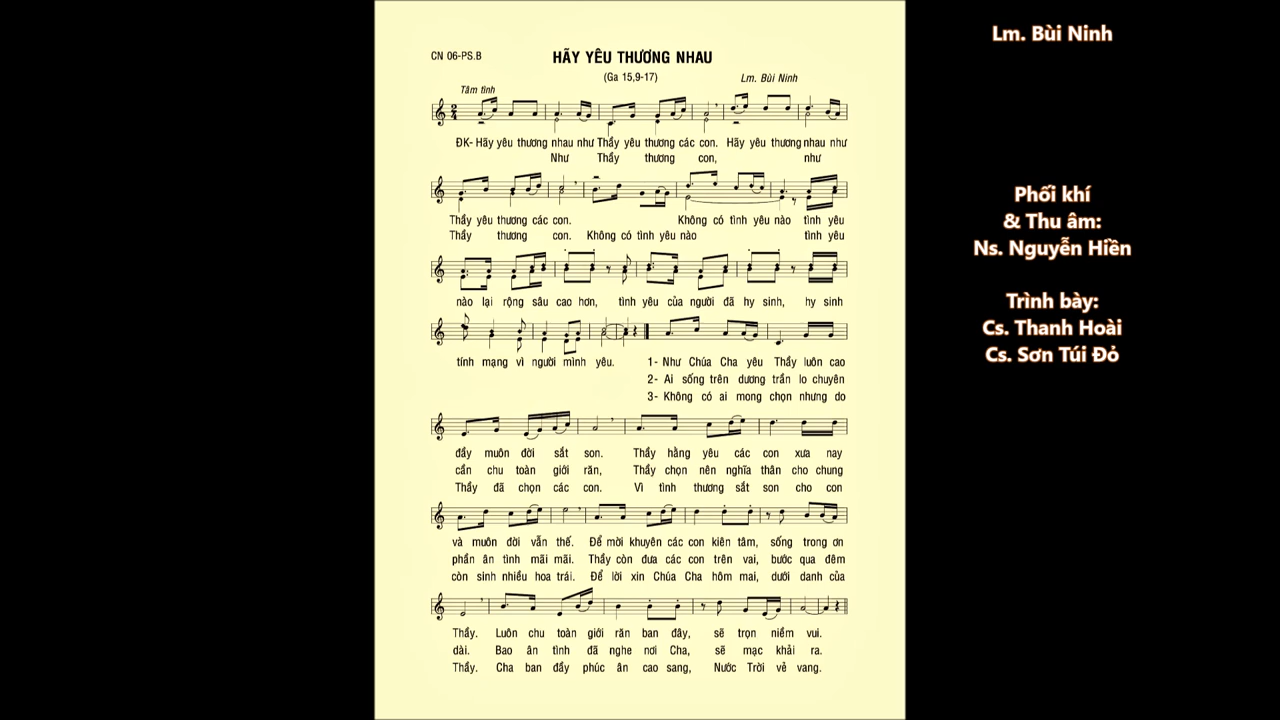 CN 06-PS.B
HÃY YÊU THƯƠNG NHAU
(Ga 15,9-17)
Lm. Bùi Ninh
Tâm tình
ĐK- Hãy yêu thương nhau như Thầy yêu thương các con. Hãy yêu thương nhau như
Như Thầy thương con, như
Thầy yêu thương các con. Không có tình yêu nào tình yêu
Thầy thương con. Không có tình yêu nào tình yêu
nào lại rộng sâu cao hơn, tình yêu của người đã hy sinh, hy sinh
tính mạng vì người mình yêu. 1- Như Chúa Cha yêu Thầy luôn cao
2- Ai sống trên dương trần lo chuyên
3- Không có ai mong chọn nhưng do
đầy muôn đời sắt son. Thầy hằng yêu các con xưa nay
cần chu toàn giới răn, Thầy chọn nên nghĩa thân cho chung
Thầy đã chọn các con. Vì tình thương sắt son cho con
và muôn đời vẫn thế. Để mời khuyên các con kiên tâm, sống trong ơn
phần ân tình mãi mãi. Thầy còn đưa các con trên vai, bước qua đêm
còn sinh nhiều hoa trái. Để lời xin Chúa Cha hôm mai, dưới danh của
Thầy. Luôn chu toàn giới răn ban đây, sẽ trọn niềm vui.
dài. Bao ân tình đã nghe nơi Cha, sẽ mạc khải ra.
Thầy. Cha ban đầy phúc ân cao sang, Nước Trời vẻ vang.
Lm. Bùi Ninh
Phối khí
& Thu âm:
Ns. Nguyễn Hiền
Trình bày:
Cs. Thanh Hoài
Cs. Sơn Túi Đỏ